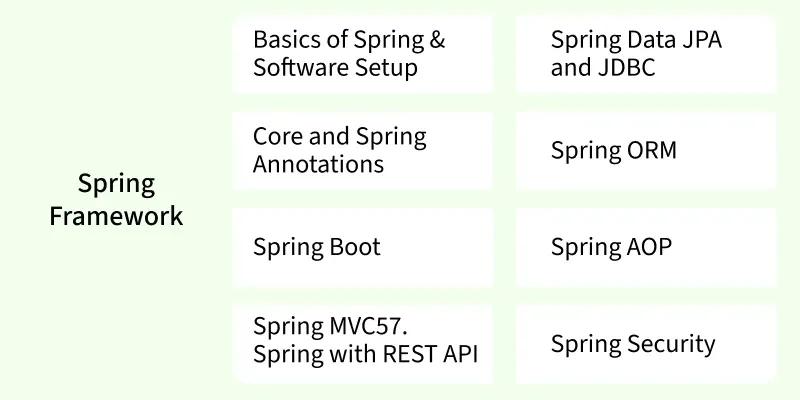 Spring
Framework
Basics of Spring &
Software Setup
Core and Spring
Annotations
Spring Boot
Spring MVC57.
Spring with REST API
Spring Data JPA
and JDBC
Spring ORM
Spring AOP
Spring Security